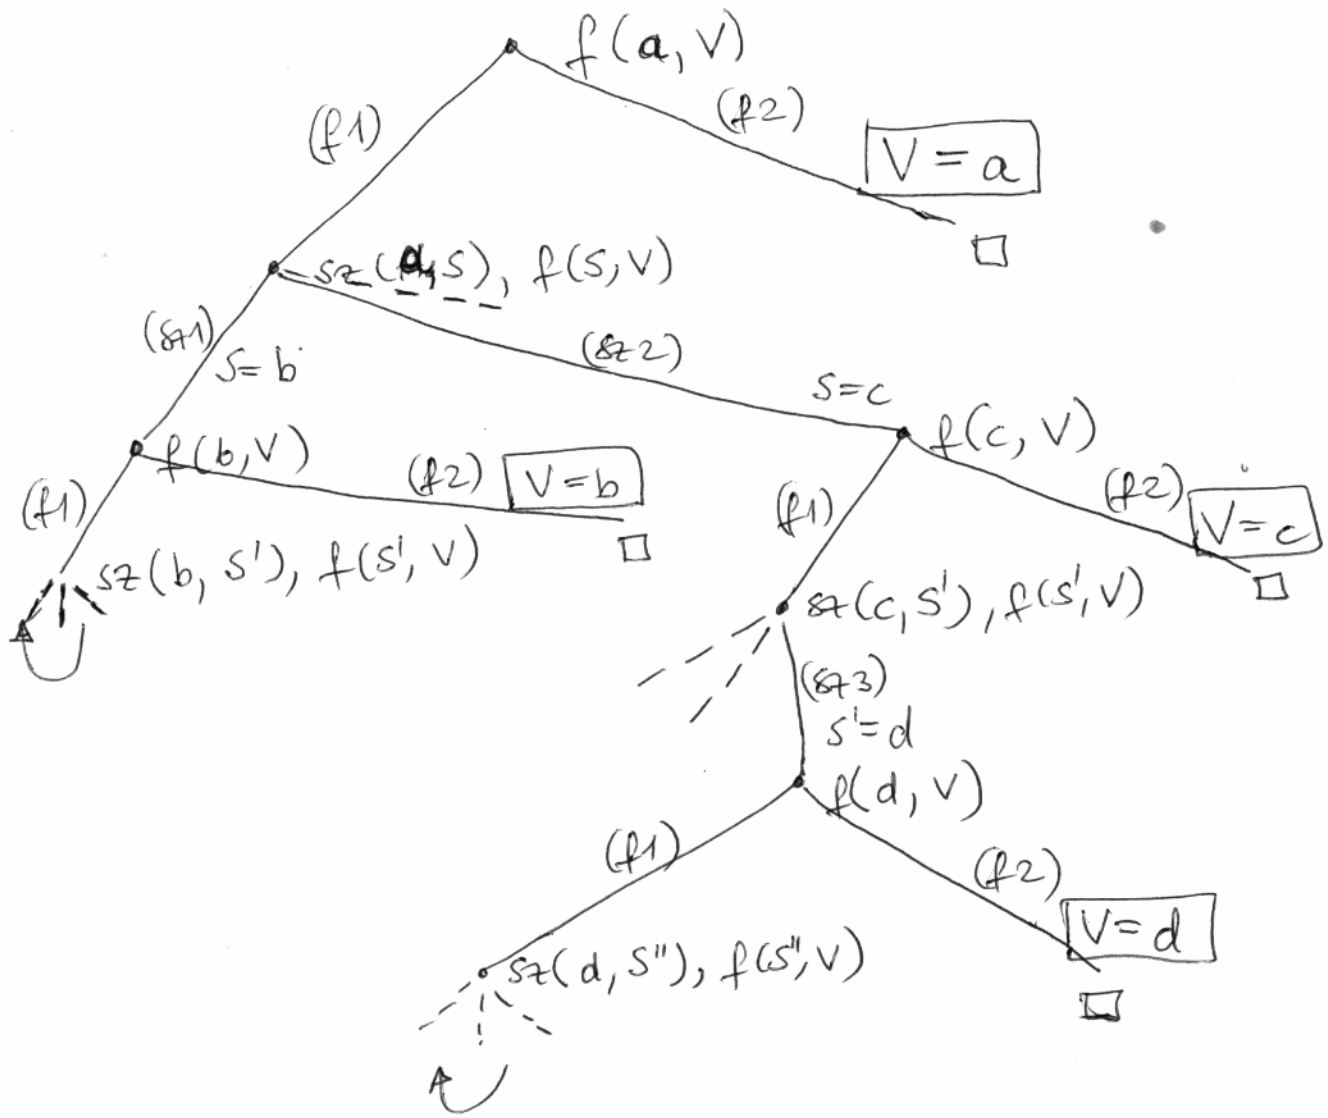 f(a, V)
(f1)
(f2)
V = a
sz(a, S), f(S, V)
(sz1)
S = b
(sz2)
S = c
f(b, V)
(f2)
V = b
f(c, V)
(f2)
V = c
(f1)
sz(b, S'), f(S', V)
(f1)
sz(c, S'), f(S', V)
(sz3)
S' = d
f(d, V)
(f1)
(f2)
V = d
sz(d, S''), f(S'', V)